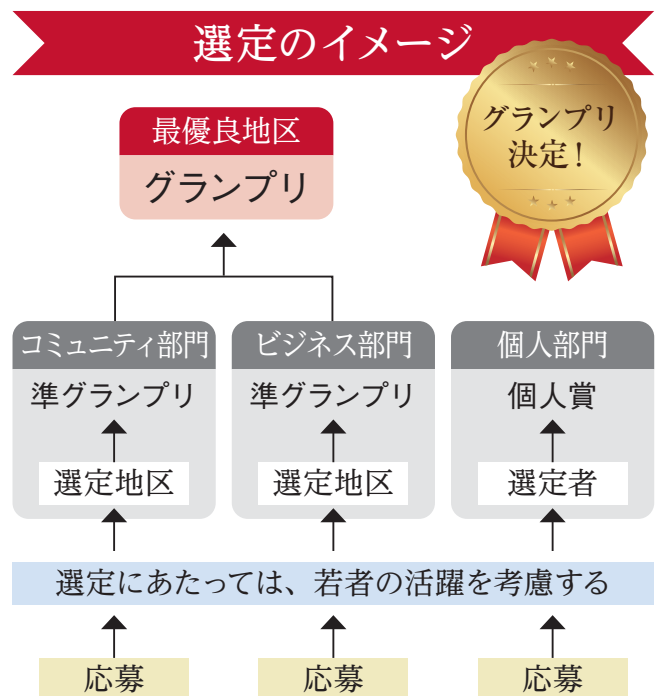 選定のイメージ
グランプリ
決定!
最優良地区
グランプリ
コミュニティ部門
準グランプリ
選定地区
ビジネス部門
準グランプリ
選定地区
個人部門
個人賞
選定者
選定にあたっては、若者の活躍を考慮する
応募
応募
応募